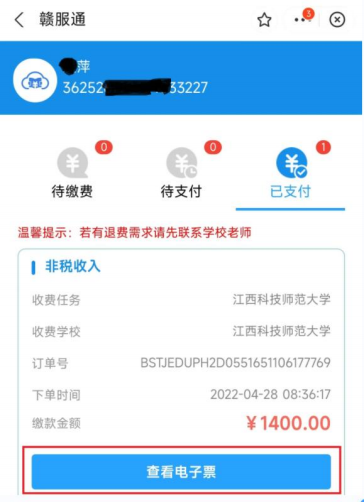 赣服通
3
萍
36252 33227
0 0 1
待缴费 待支付 已支付
温馨提示：若有退费需求请先联系学校老师
非税收入
收费任务 江西科技师范大学
收费学校 江西科技师范大学
订单号 BSTJEDUPH2D0551651106177769
下单时间 2022-04-28 08:36:17
缴款金额 ¥1400.00
查看电子票